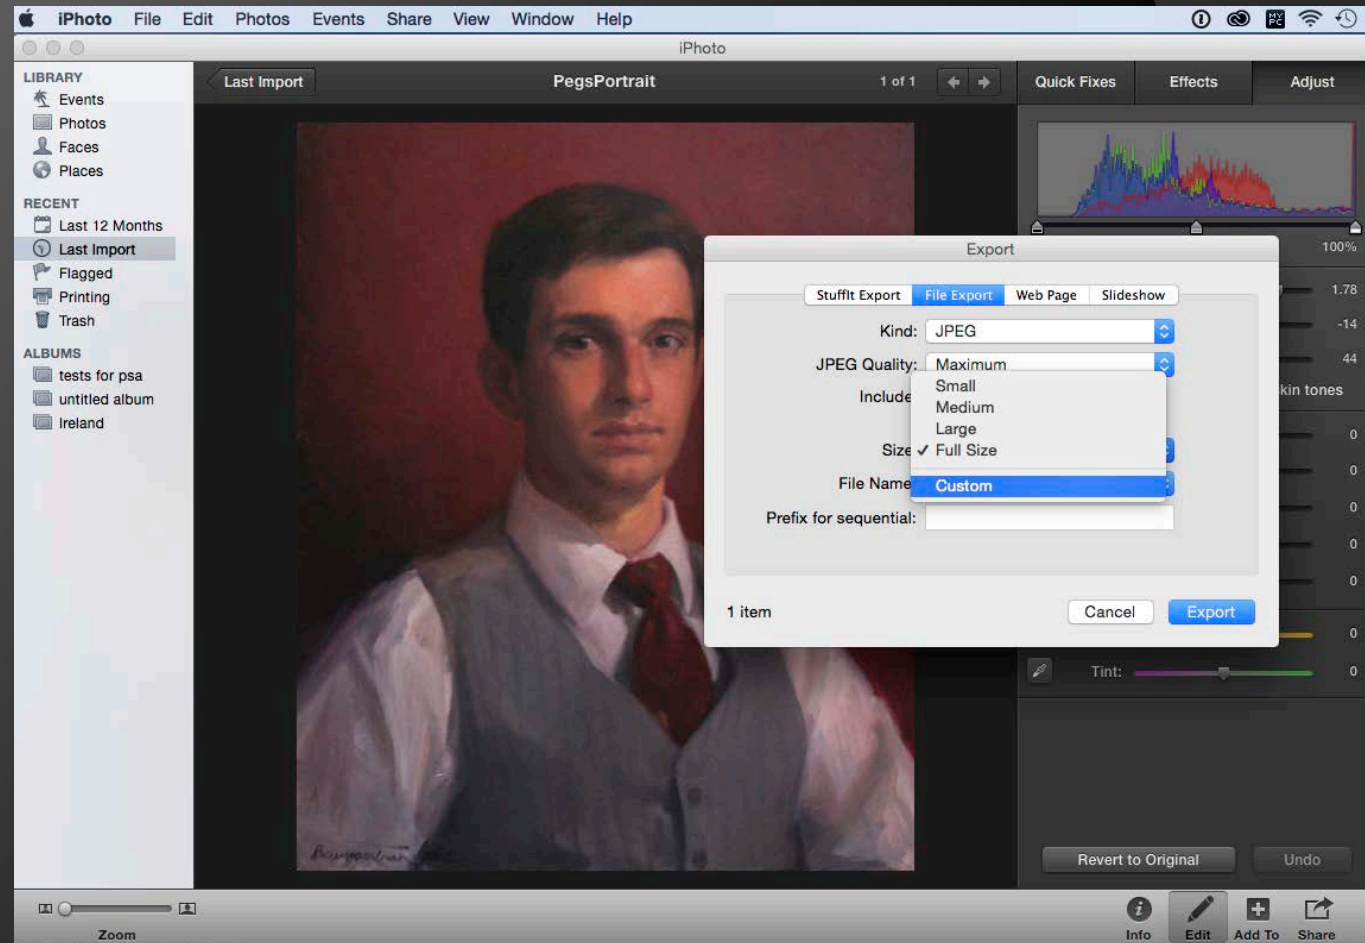 iPhoto File Edit Photos Events Share View Window Help
MY PC
iPhoto
LIBRARY
Events
Photos
Faces
Places
RECENT
Last 12 Months
Last Import
Flagged
Printing
Trash
ALBUMS
tests for psa
untitled album
Ireland
Last Import PegsPortrait 1 of 1
Quick Fixes Effects Adjust
100%
1.78
-14
44
kin tones
0
0
0
0
0
0
Tint: 0
Export
StuffIt Export File Export Web Page Slideshow
Kind: JPEG
JPEG Quality: Maximum
Include
Small
Medium
Large
Size ✓ Full Size
File Name Custom
Prefix for sequential:
1 item Cancel Export
Revert to Original Undo
Zoom
Info Edit Add To Share